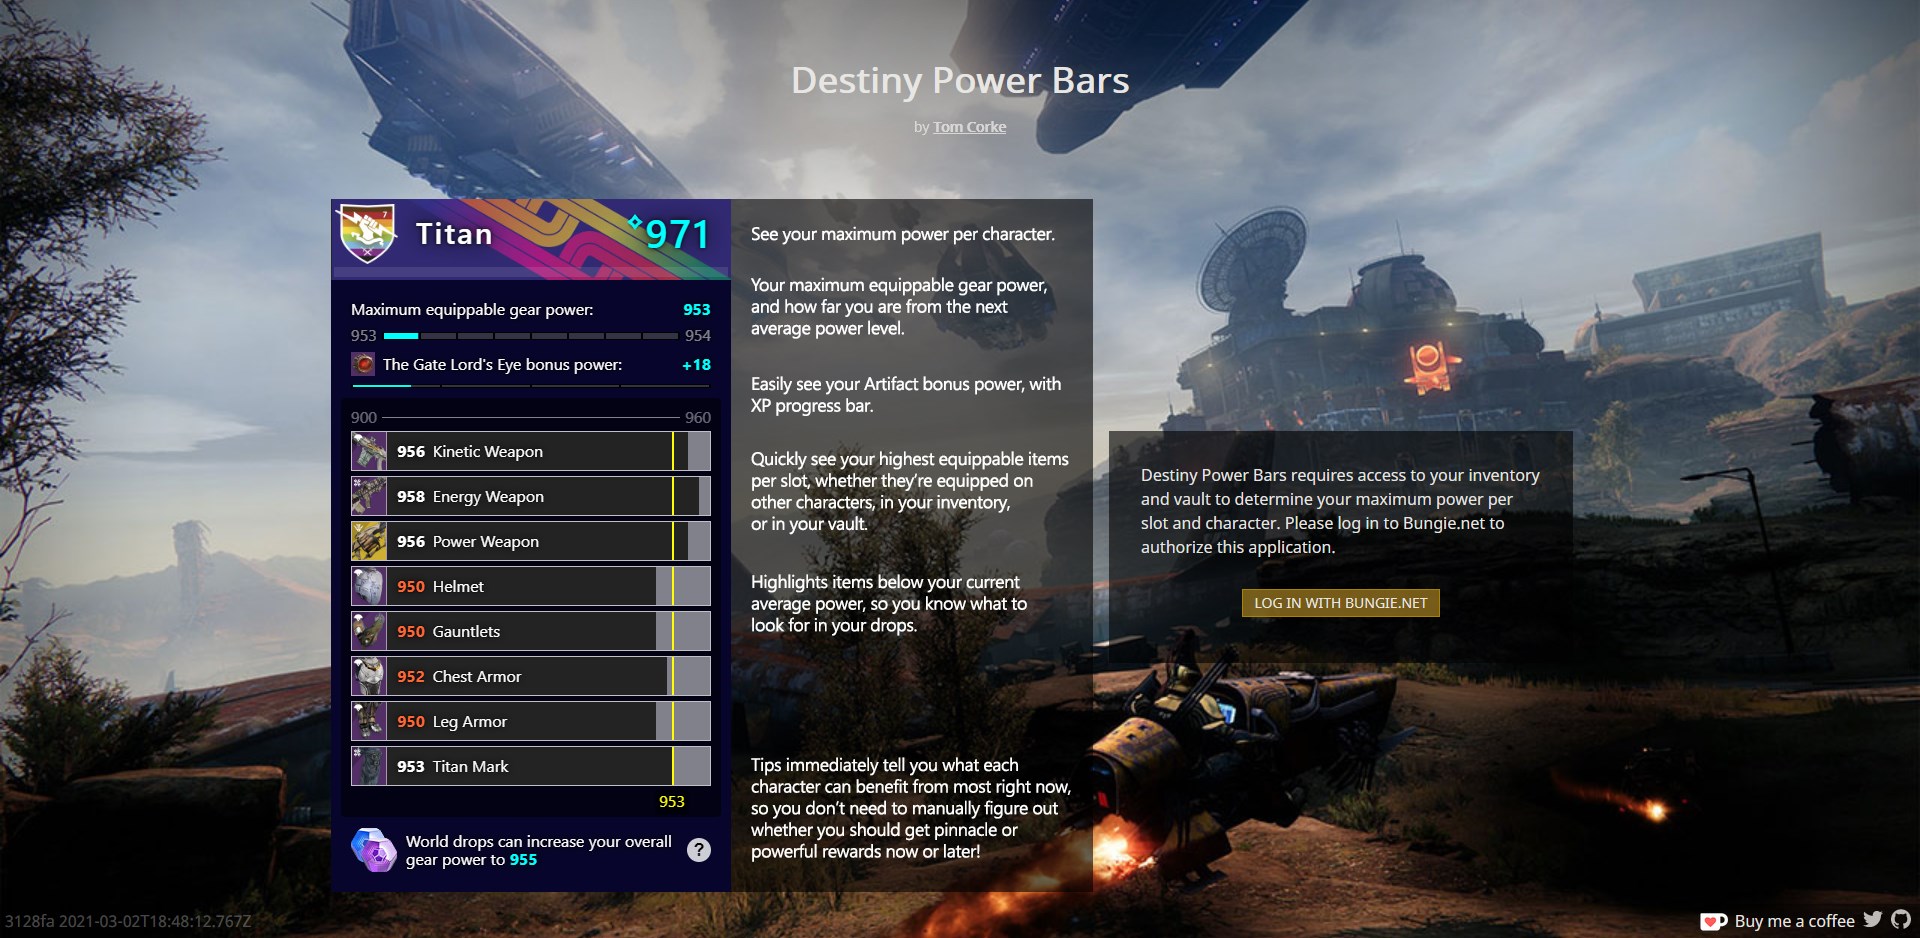 Destiny Power Bars
by Tom Corke
7
Titan
971
Maximum equippable gear power: 953
953 954
The Gate Lord's Eye bonus power: +18
900 960
956 Kinetic Weapon
958 Energy Weapon
956 Power Weapon
950 Helmet
950 Gauntlets
952 Chest Armor
950 Leg Armor
953 Titan Mark
953
World drops can increase your overall
gear power to 955
?
See your maximum power per character.
Your maximum equippable gear power,
and how far you are from the next
average power level.
Easily see your Artifact bonus power, with
XP progress bar.
Quickly see your highest equippable items
per slot, whether they're equipped on
other characters, in your inventory,
or in your vault.
Highlights items below your current
average power, so you know what to
look for in your drops.
Tips immediately tell you what each
character can benefit from most right now,
so you don't need to manually figure out
whether you should get pinnacle or
powerful rewards now or later!
Destiny Power Bars requires access to your inventory
and vault to determine your maximum power per
slot and character. Please log in to Bungie.net to
authorize this application.
LOG IN WITH BUNGIE.NET
3128fa 2021-03-02T18:48:12.767Z
Buy me a coffee